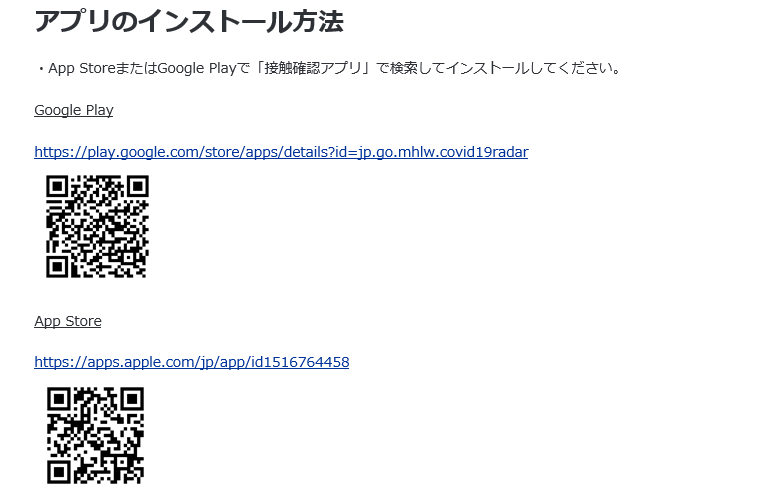 アプリのインストール方法
・App StoreまたはGoogle Playで「接触確認アプリ」で検索してインストールしてください。
Google Play
https://play.google.com/store/apps/details?id=jp.go.mhlw.covid19radar
App Store
https://apps.apple.com/jp/app/id1516764458